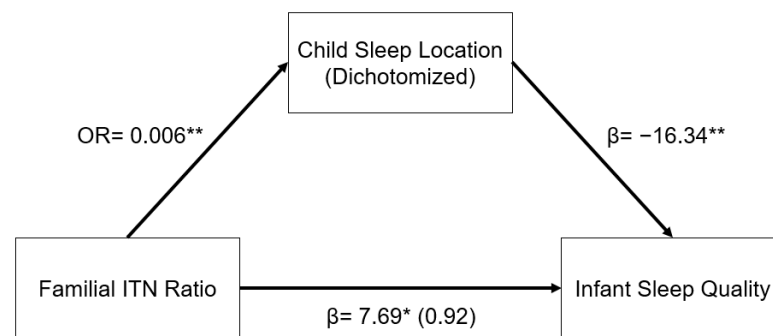 Child Sleep Location
(Dichotomized)
OR= 0.006**
β= −16.34**
Familial ITN Ratio
Infant Sleep Quality
β= 7.69* (0.92)